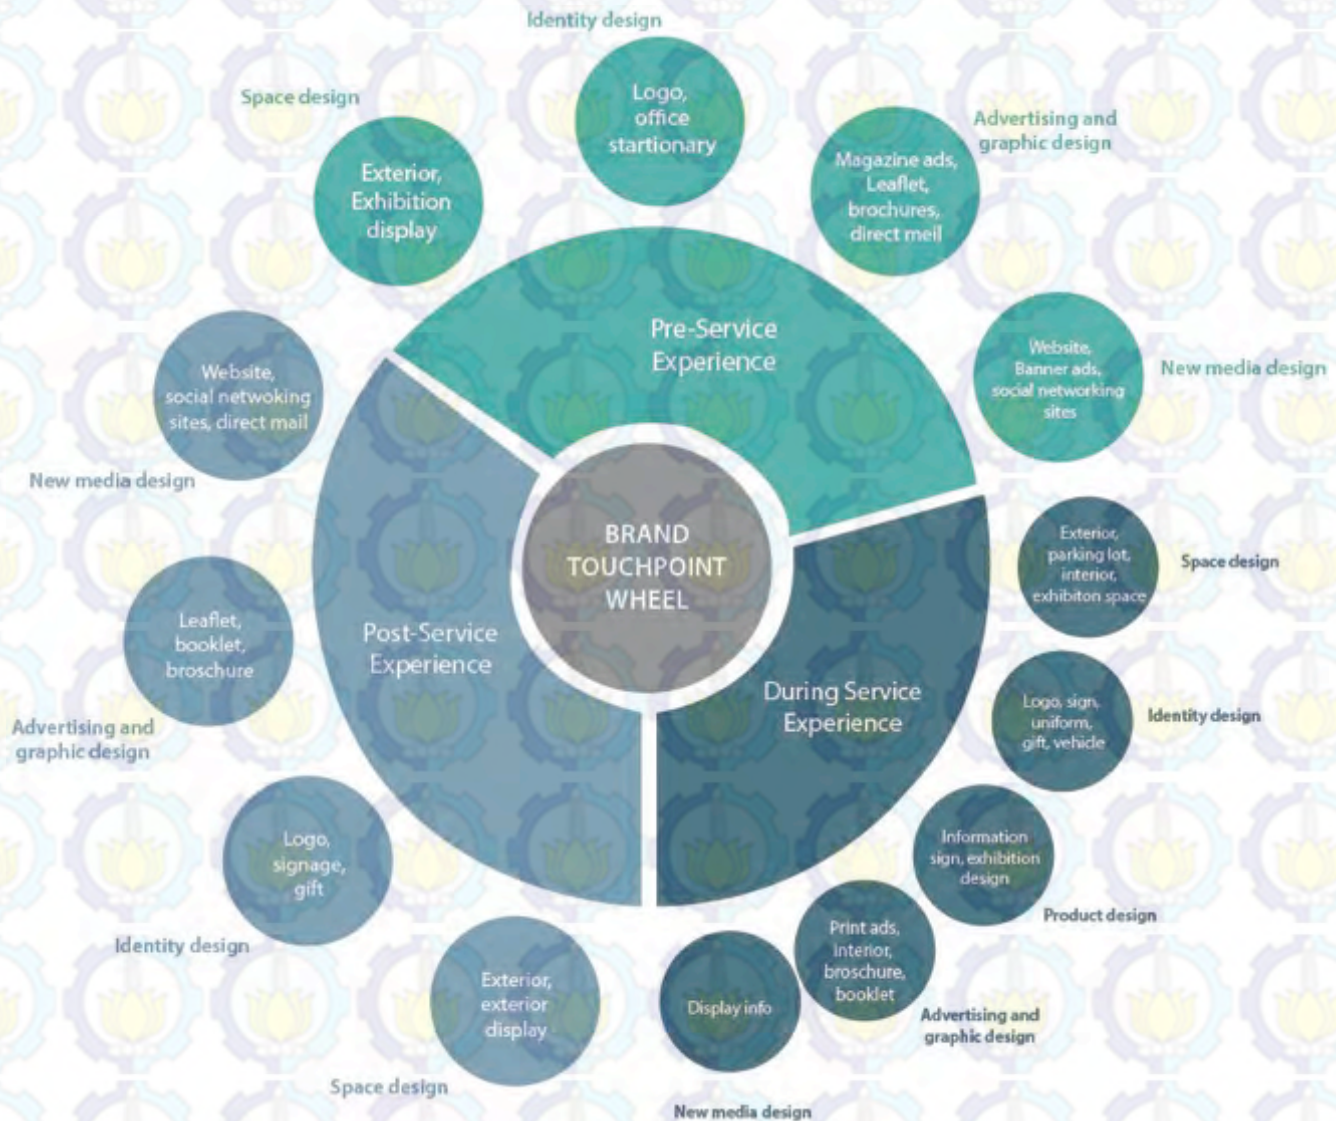 Identity design
Logo,
office
startionary
Space design
Exterior,
Exhibition
display
Advertising and
graphic design
Magazine ads,
Leaflet,
brochures,
direct meil
Pre-Service
Experience
Website,
Banner ads,
social networking
sites
New media design
Website,
social netwoking
sites, direct mail
New media design
BRAND
TOUCHPOINT
WHEEL
Exterior,
parking lot,
interior,
exhibiton space
Space design
Post-Service
Experience
Leaflet,
booklet,
broschure
Advertising and
graphic design
During Service
Experience
Logo, sign,
uniform,
gift, vehicle
Identity design
Logo,
signage,
gift
Identity design
Information
sign, exhibition
design
Product design
Print ads,
interior,
broschure,
booklet
Advertising and
graphic design
Exterior,
exterior
display
Space design
Display info
New media design